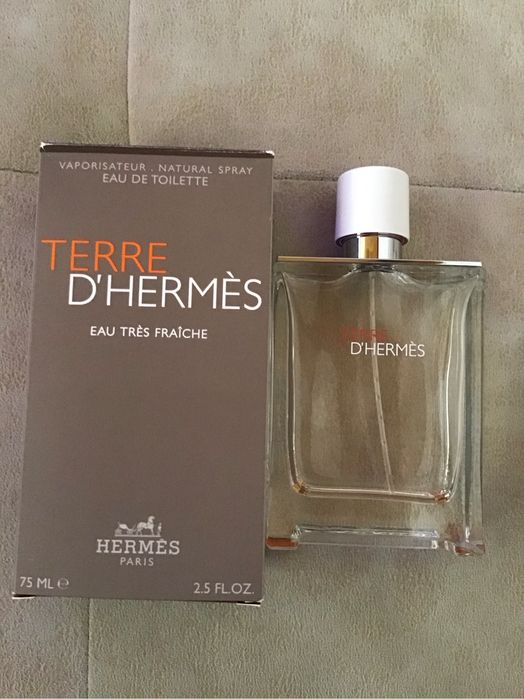 VAPORISATEUR . NATURAL SPRAY
EAU DE TOILETTE
TERRE
D'HERMÈS
EAU TRÈS FRAÎCHE
HERMÈS
PARIS
75 ML e
2.5 FL.OZ.
TERRE
D'HERMÈS